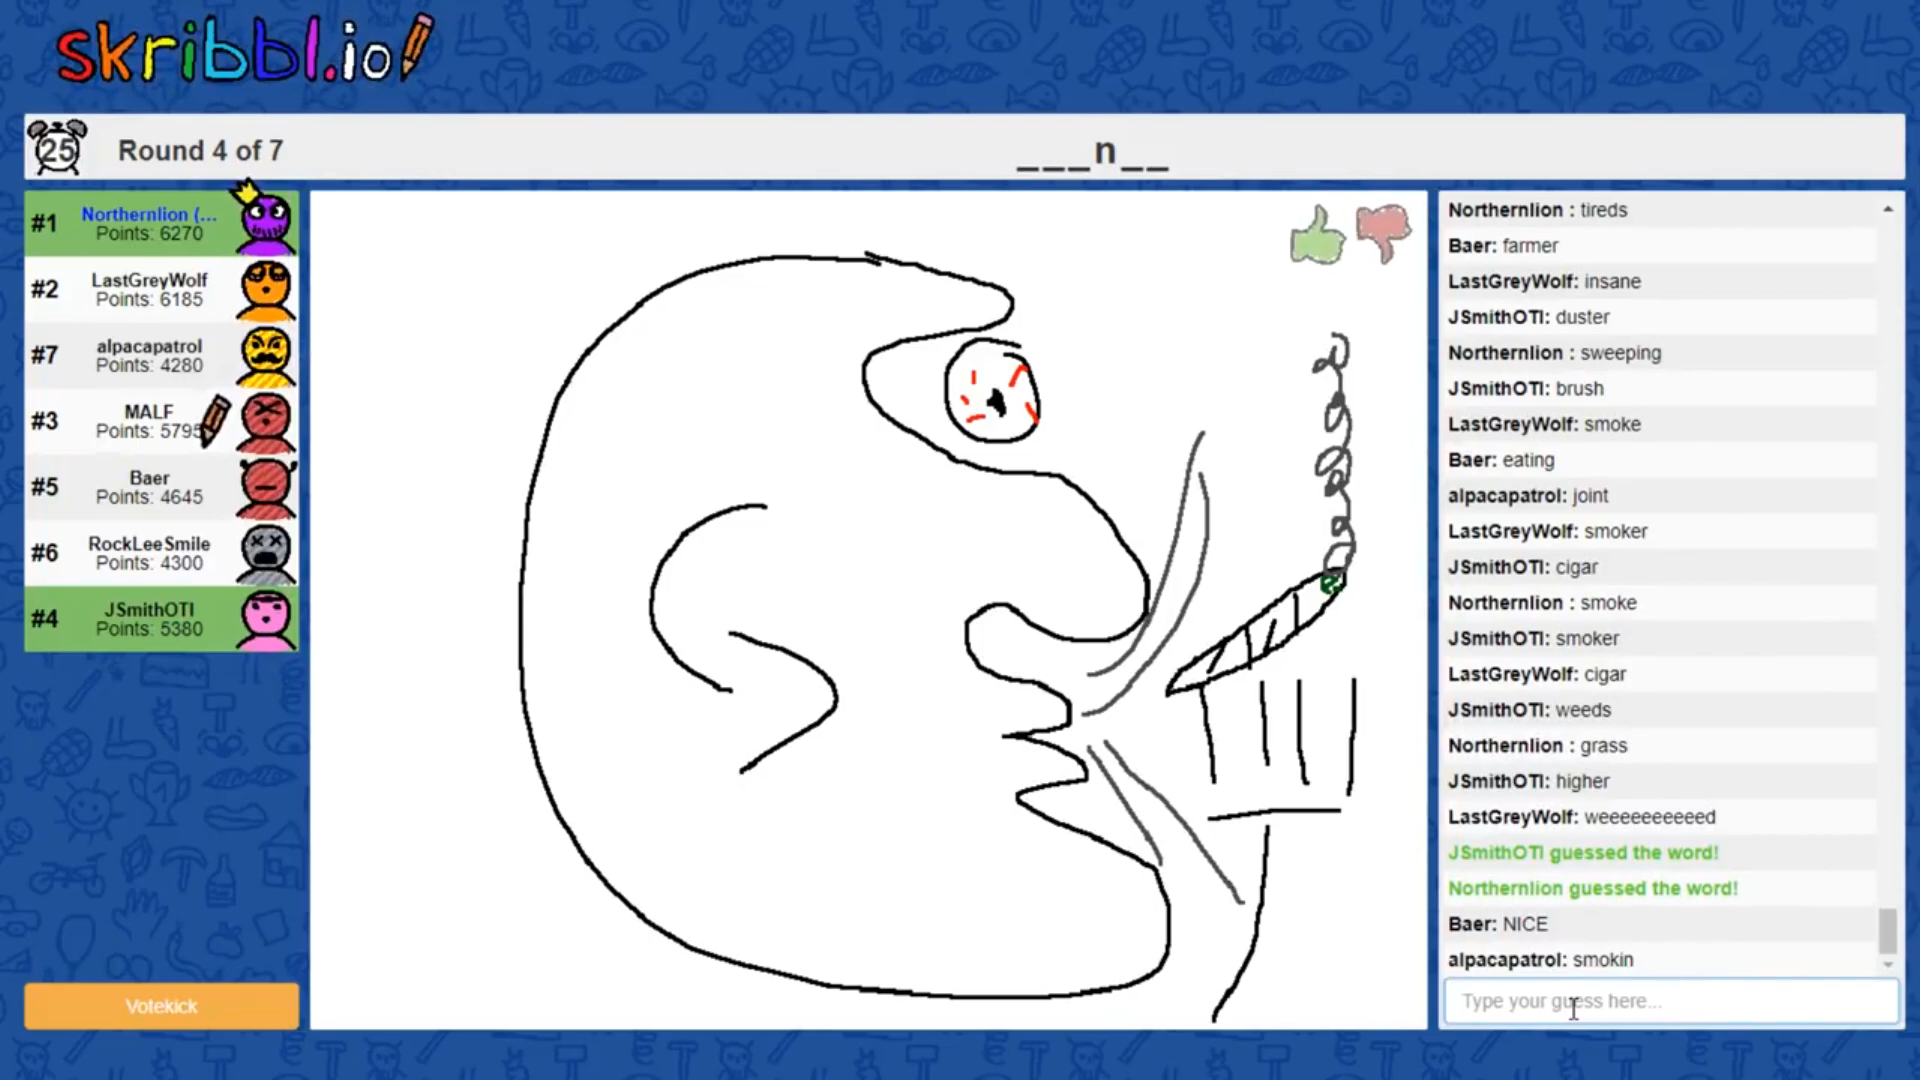 skribbl.io
25
Round 4 of 7
___n__
#1
Northernlion (...
Points: 6270
#2
LastGreyWolf
Points: 6185
#7
alpacapatrol
Points: 4280
#3
MALF
Points: 5795
#5
Baer
Points: 4645
#6
RockLeeSmile
Points: 4300
#4
JSmithOTI
Points: 5380
Votekick
Northernlion : tireds
Baer: farmer
LastGreyWolf: insane
JSmithOTI: duster
Northernlion : sweeping
JSmithOTI: brush
LastGreyWolf: smoke
Baer: eating
alpacapatrol: joint
LastGreyWolf: smoker
JSmithOTI: cigar
Northernlion : smoke
JSmithOTI: smoker
LastGreyWolf: cigar
JSmithOTI: weeds
Northernlion : grass
JSmithOTI: higher
LastGreyWolf: weeeeeeeeeed
JSmithOTI guessed the word!
Northernlion guessed the word!
Baer: NICE
alpacapatrol: smokin
Type your guess here...